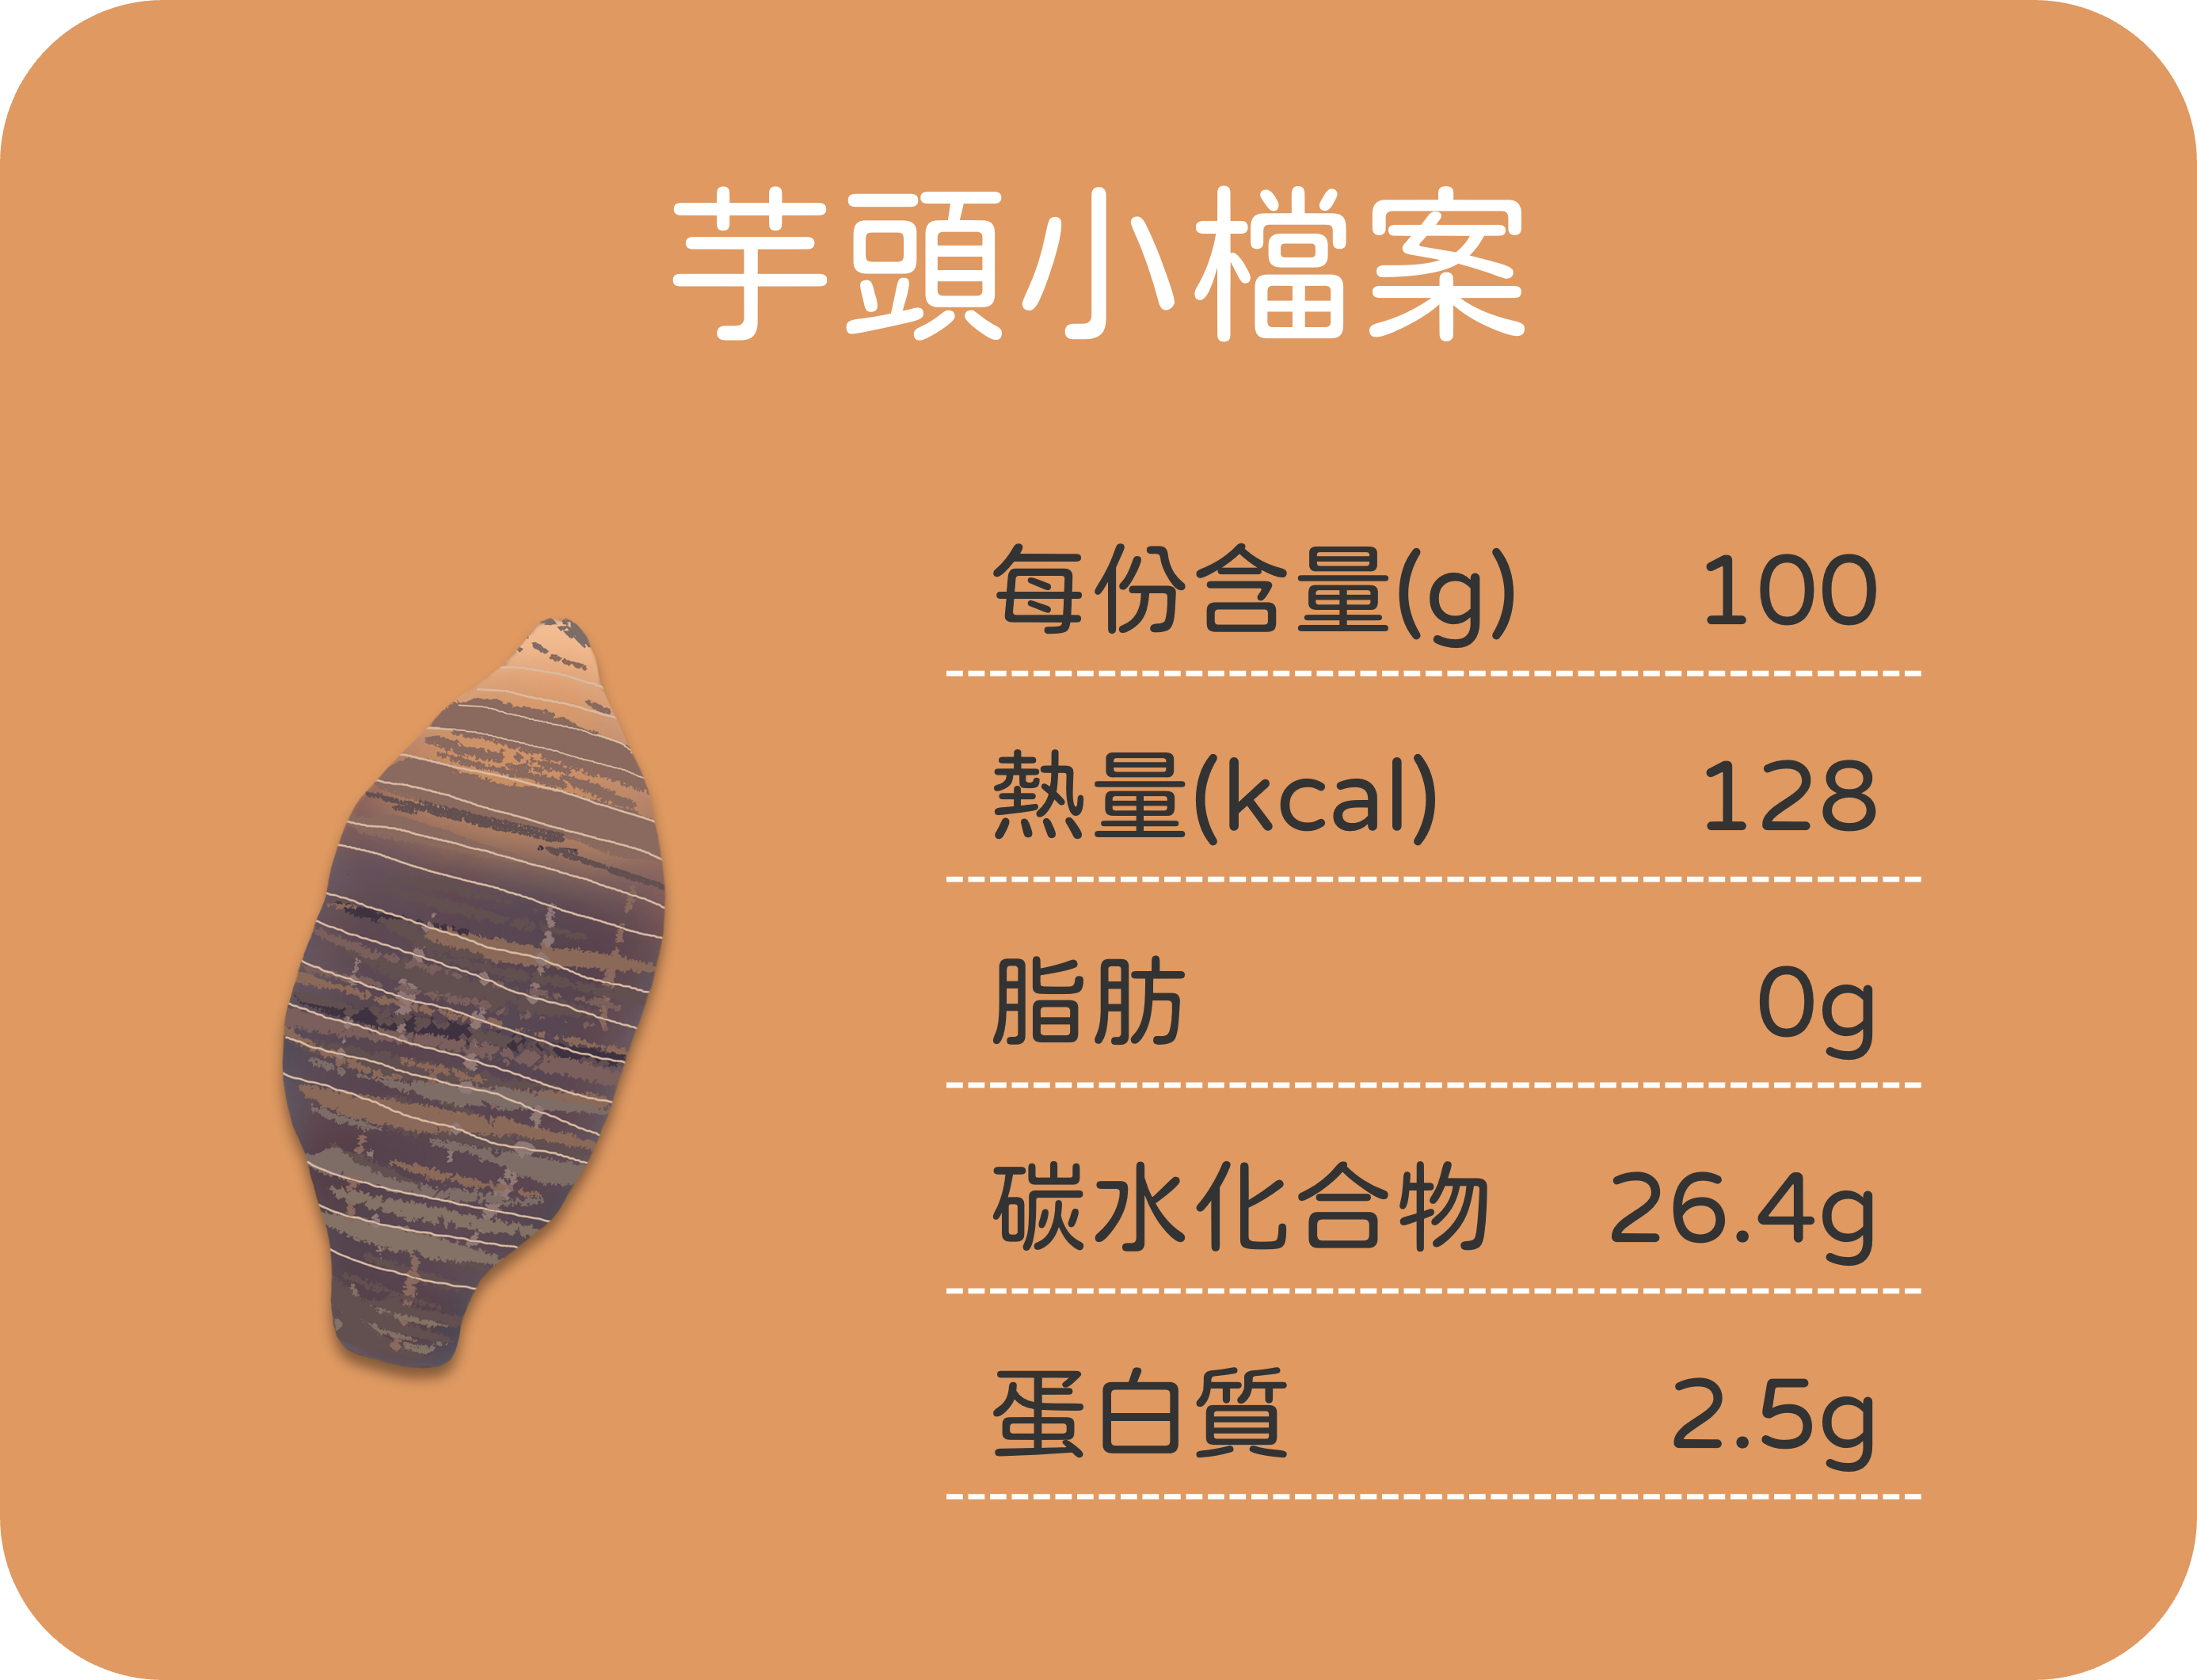 芋頭小檔案
每份含量(g) 100
熱量(kcal) 128
脂肪 0g
碳水化合物 26.4g
蛋白質 2.5g